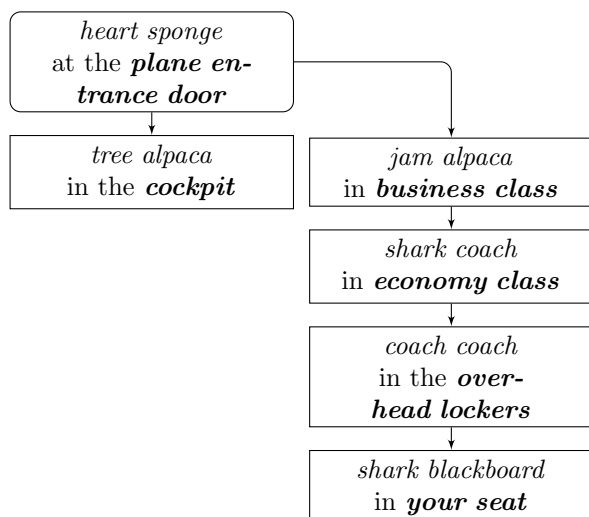 heart sponge
at the plane en-
trance door
tree alpaca
in the cockpit
jam alpaca
in business class
shark coach
in economy class
coach coach
in the over-
head lockers
shark blackboard
in your seat